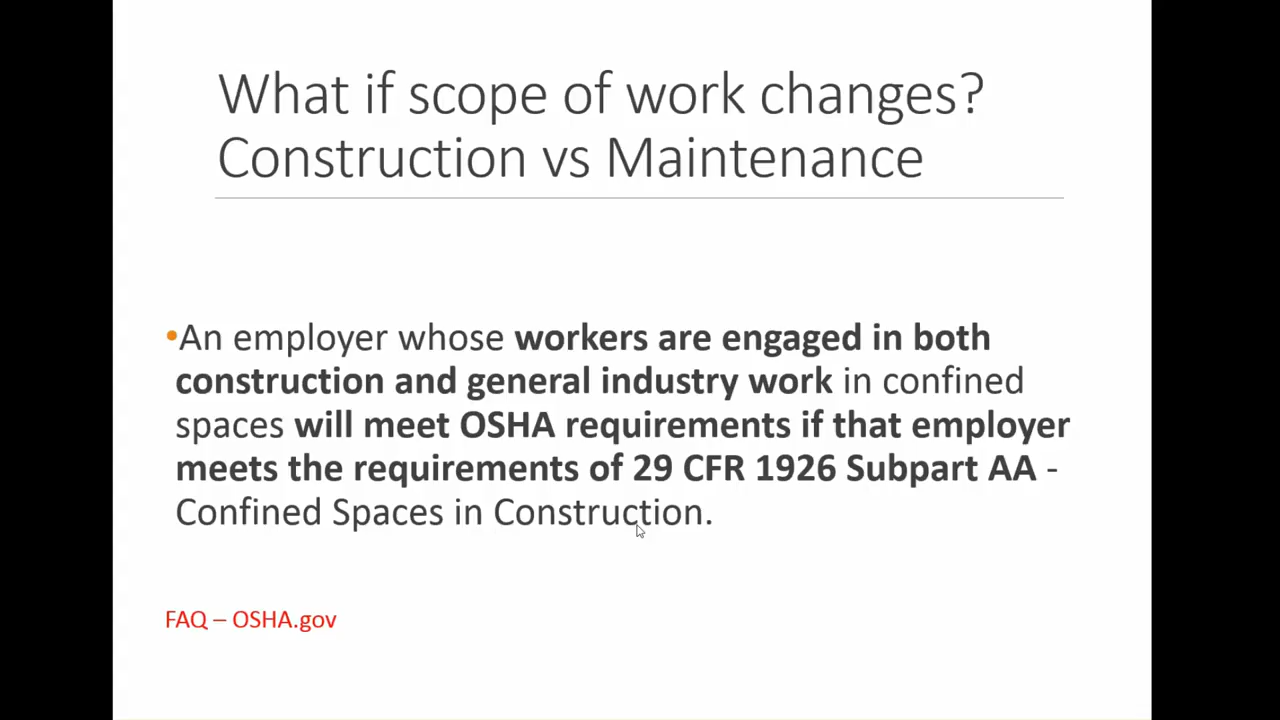 What if scope of work changes?
Construction vs Maintenance
•An employer whose workers are engaged in both
construction and general industry work in confined
spaces will meet OSHA requirements if that employer
meets the requirements of 29 CFR 1926 Subpart AA -
Confined Spaces in Construction.
FAQ – OSHA.gov